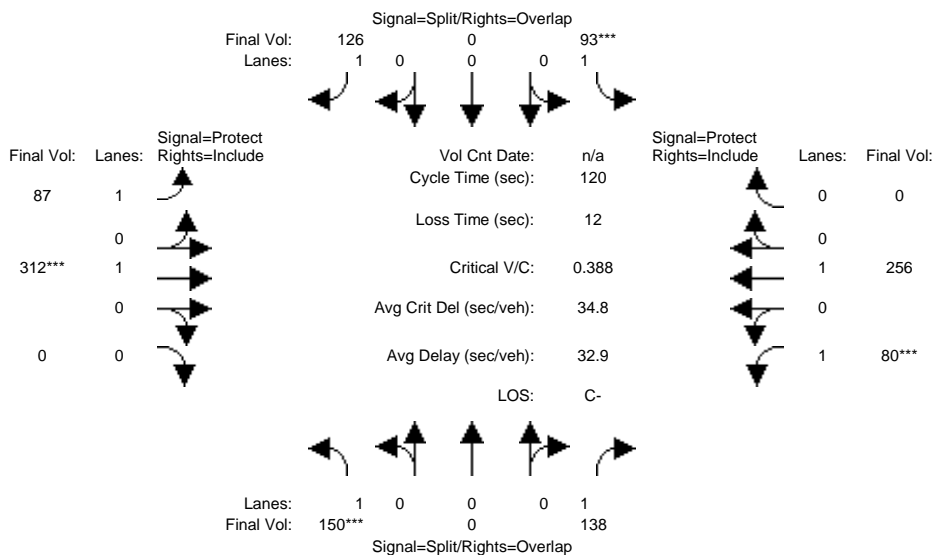 Signal=Split/Rights=Overlap
Final Vol: 126 0 93***
Lanes: 1 0 0 0 1
Signal=Protect Signal=Protect
Final Vol: Lanes: Rights=Include Vol Cnt Date: n/a Rights=Include Lanes: Final Vol:
Cycle Time (sec): 120
87 1 0 0
Loss Time (sec): 12
0 0
312*** 1 Critical V/C: 0.388 1 256
0 Avg Crit Del (sec/veh): 34.8 0
0 0 Avg Delay (sec/veh): 32.9 1 80***
LOS: C-
Lanes: 1 0 0 0 1
Final Vol: 150*** 0 138
Signal=Split/Rights=Overlap